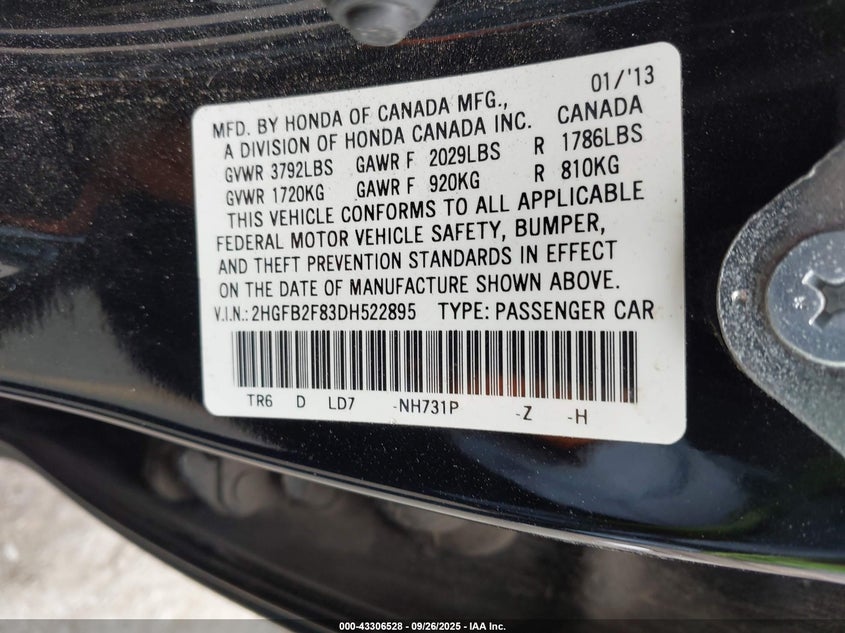 01/'13
MFD. BY HONDA OF CANADA MFG.,
A DIVISION OF HONDA CANADA INC. CANADA
GVWR 3792LBS GAWR F 2029LBS R 1786LBS
GVWR 1720KG GAWR F 920KG R 810KG
THIS VEHICLE CONFORMS TO ALL APPLICABLE
FEDERAL MOTOR VEHICLE SAFETY, BUMPER,
AND THEFT PREVENTION STANDARDS IN EFFECT
ON THE DATE OF MANUFACTURE SHOWN ABOVE.
V.I.N.: 2HGFB2F83DH522895 TYPE: PASSENGER CAR
TR6 D LD7 -NH731P -Z -H
000-43306528 - 09/26/2025 - IAA Inc.